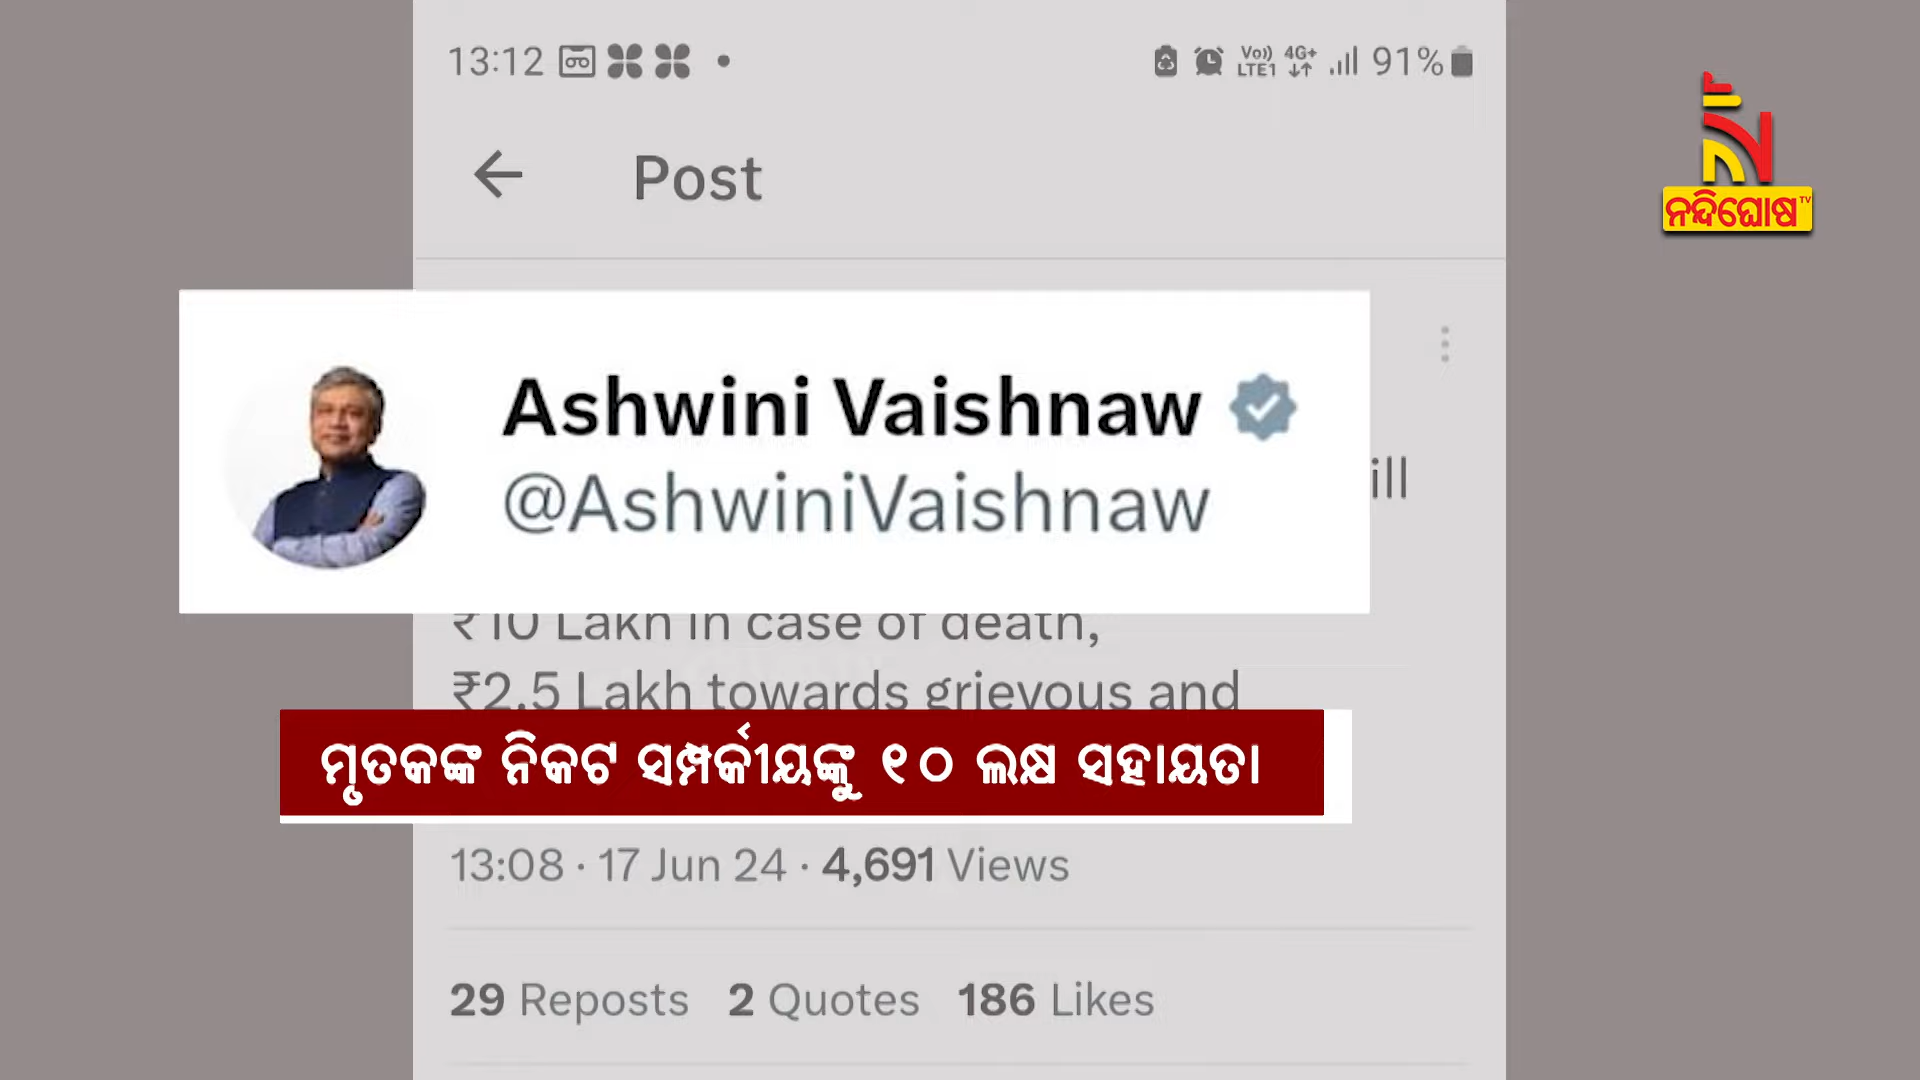 13:12
Vo))
LTE1
4G+
91%
Post
ନନ୍ଦିଘୋଷ TV
Ashwini Vaishnaw
@AshwiniVaishnaw
ill
₹10 Lakh in case of death,
₹2.5 Lakh towards grievous and
ମୃତକଙ୍କ ନିକଟ ସମ୍ପର୍କୀୟଙ୍କୁ ୧୦ ଲକ୍ଷ ସହାୟତା
13:08 · 17 Jun 24 · 4,691 Views
29 Reposts 2 Quotes 186 Likes